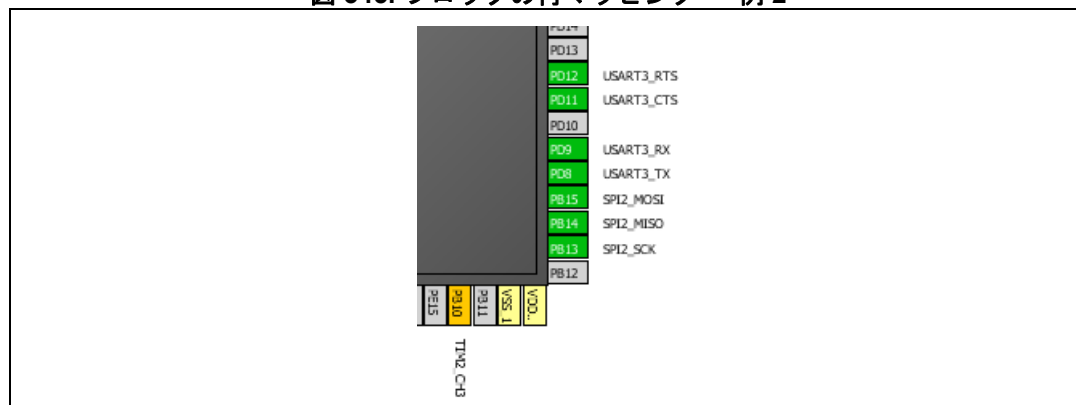 PD13
PD12 USART3_RTS
PD11 USART3_CTS
PD10
PD9 USART3_RX
PD8 USART3_TX
PB15 SPI2_MOSI
PB14 SPI2_MISO
PB13 SPI2_SCK
PB12
PE15
PB10
PB11
VSS_1
VDD..
TIM2_CH3